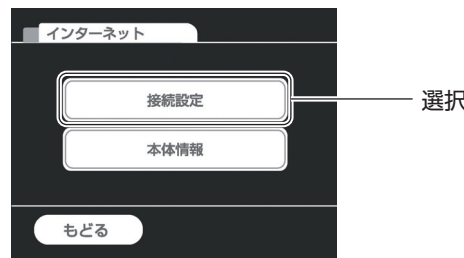 インターネット
接続設定
選択
本体情報
もどる